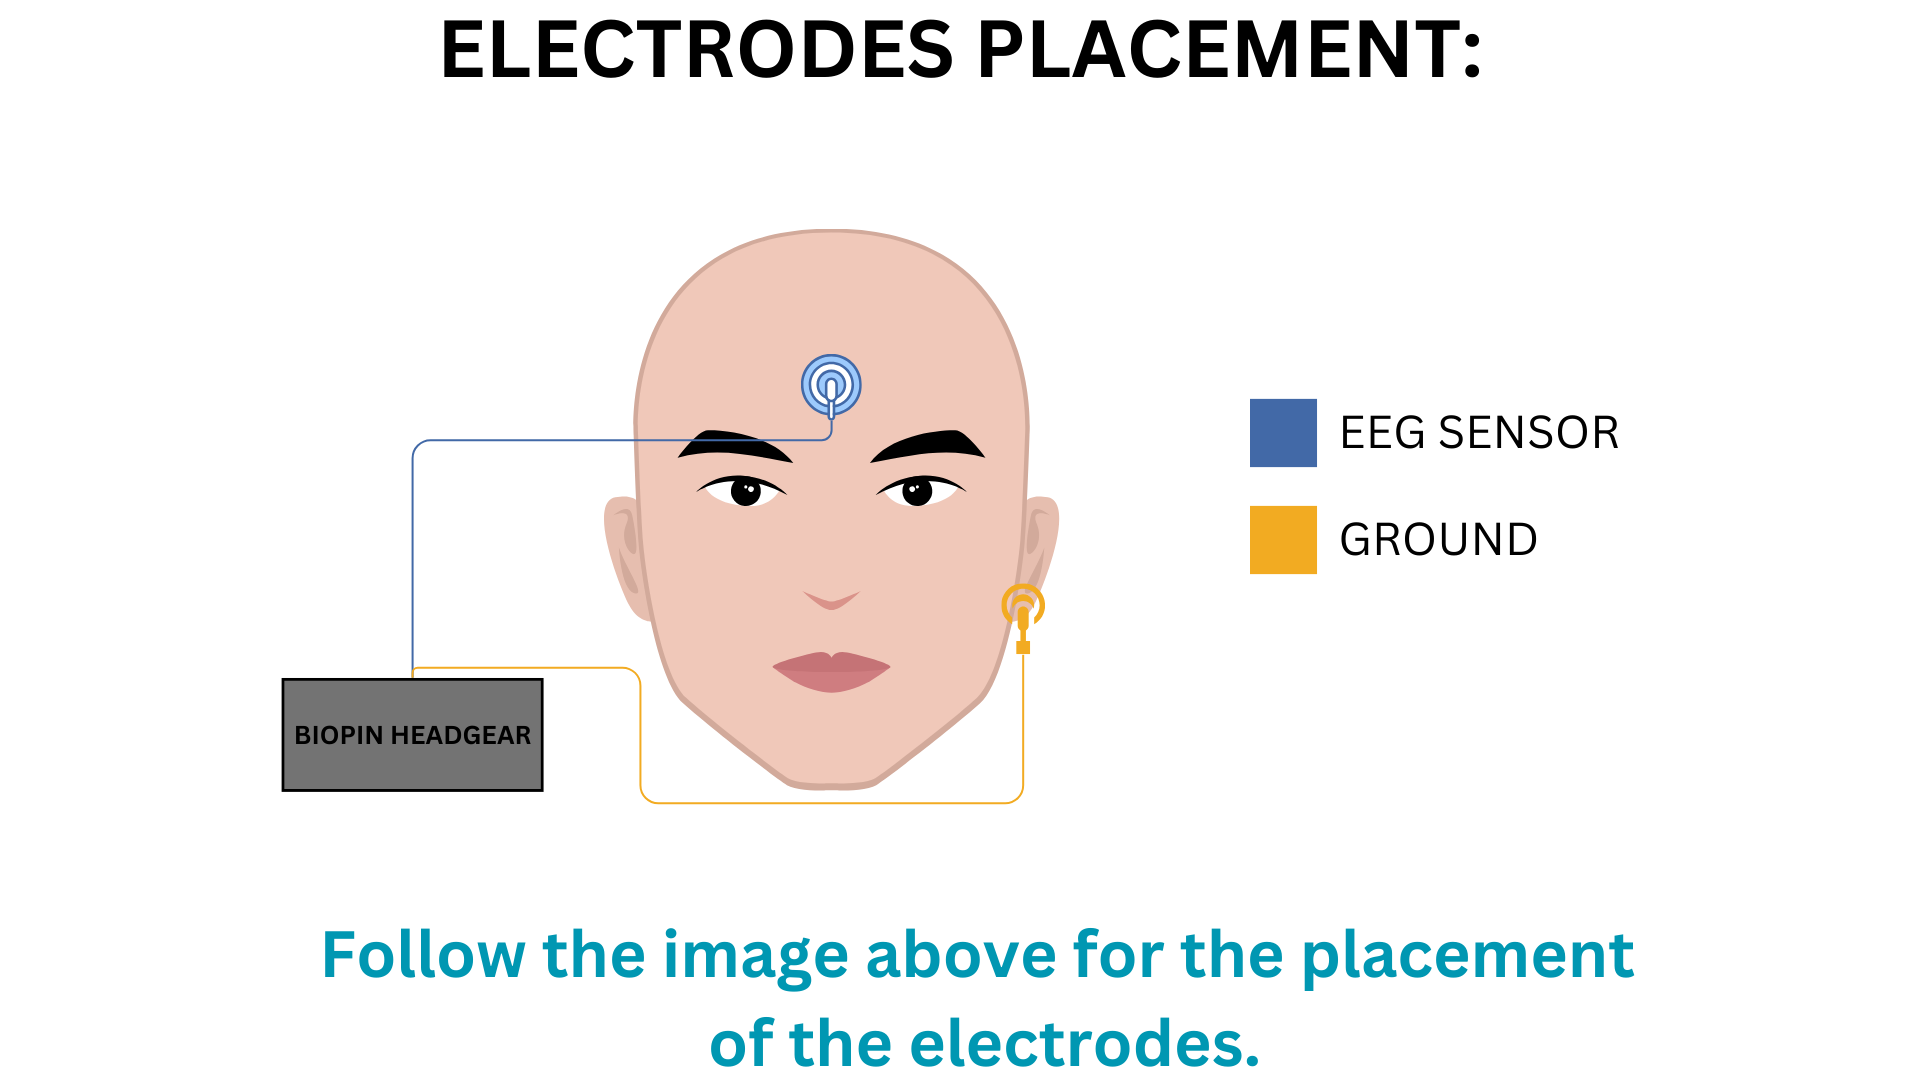 ELECTRODES PLACEMENT:
EEG SENSOR
GROUND
BIOPIN HEADGEAR
Follow the image above for the placement
of the electrodes.